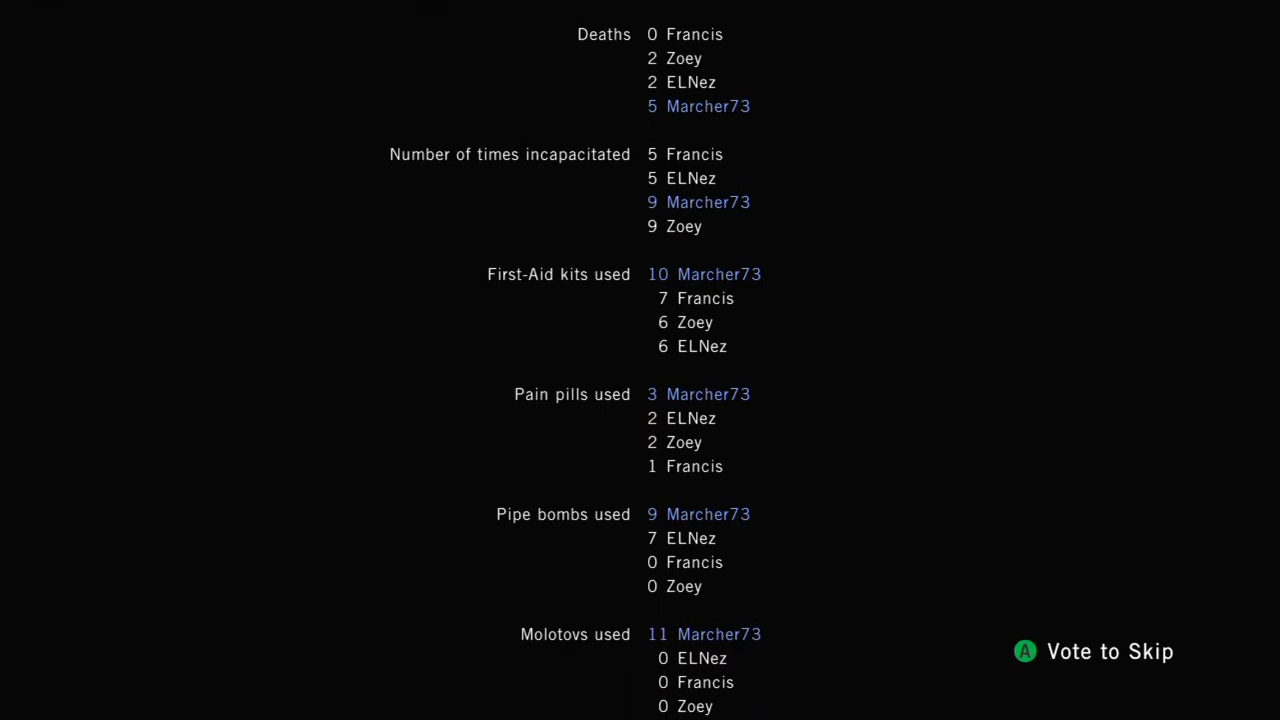 Deaths 0 Francis
2 Zoey
2 ELNez
5 Marcher73
Number of times incapacitated 5 Francis
5 ELNez
9 Marcher73
9 Zoey
First-Aid kits used 10 Marcher73
7 Francis
6 Zoey
6 ELNez
Pain pills used 3 Marcher73
2 ELNez
2 Zoey
1 Francis
Pipe bombs used 9 Marcher73
7 ELNez
0 Francis
0 Zoey
Molotovs used 11 Marcher73
0 ELNez
0 Francis
0 Zoey
A Vote to Skip